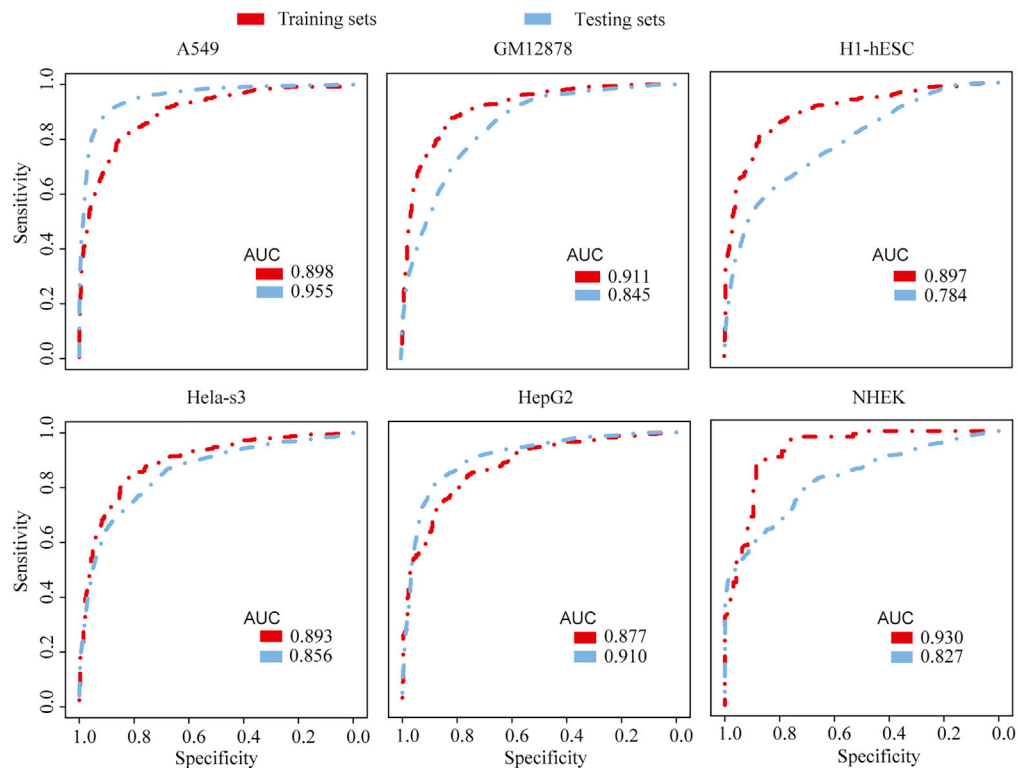 Training sets Testing sets
A549 GM12878 H1-hESC
Sensitivity
1.0
0.8
0.6
0.4
0.2
0.0
AUC
0.898
0.955
AUC
0.911
0.845
AUC
0.897
0.784
Hela-s3 HepG2 NHEK
Sensitivity
1.0
0.8
0.6
0.4
0.2
0.0
AUC
0.893
0.856
AUC
0.877
0.910
AUC
0.930
0.827
1.0 0.8 0.6 0.4 0.2 0.0 1.0 0.8 0.6 0.4 0.2 0.0 1.0 0.8 0.6 0.4 0.2 0.0
Specificity Specificity Specificity